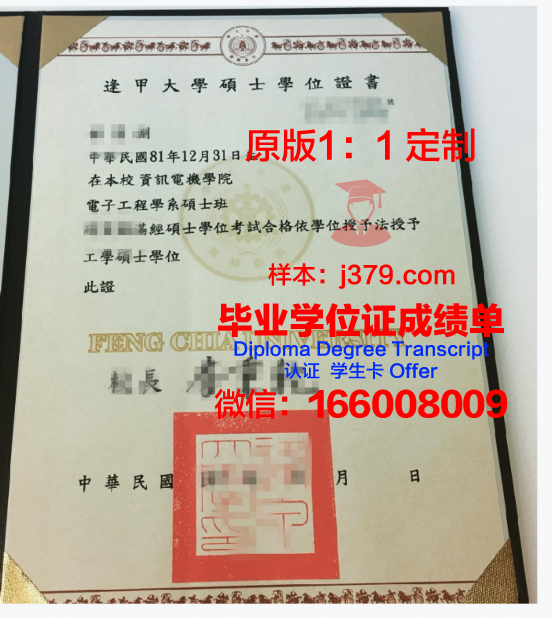 逢甲大學碩士學位證書
號
中華民國81年12月31日
原版1：1 定制
在本校 資訊電機學院
電子工程學系碩士班
滿經碩士學位考試合格依學位授予法授予
工學碩士學位
样本：j379.com
此證
毕业学位证成绩单
FENG CHIA UNIVERSITY
Diploma Degree Transcript
认证 学生卡 Offer
校長
微信：166008009
中華民國 月 日